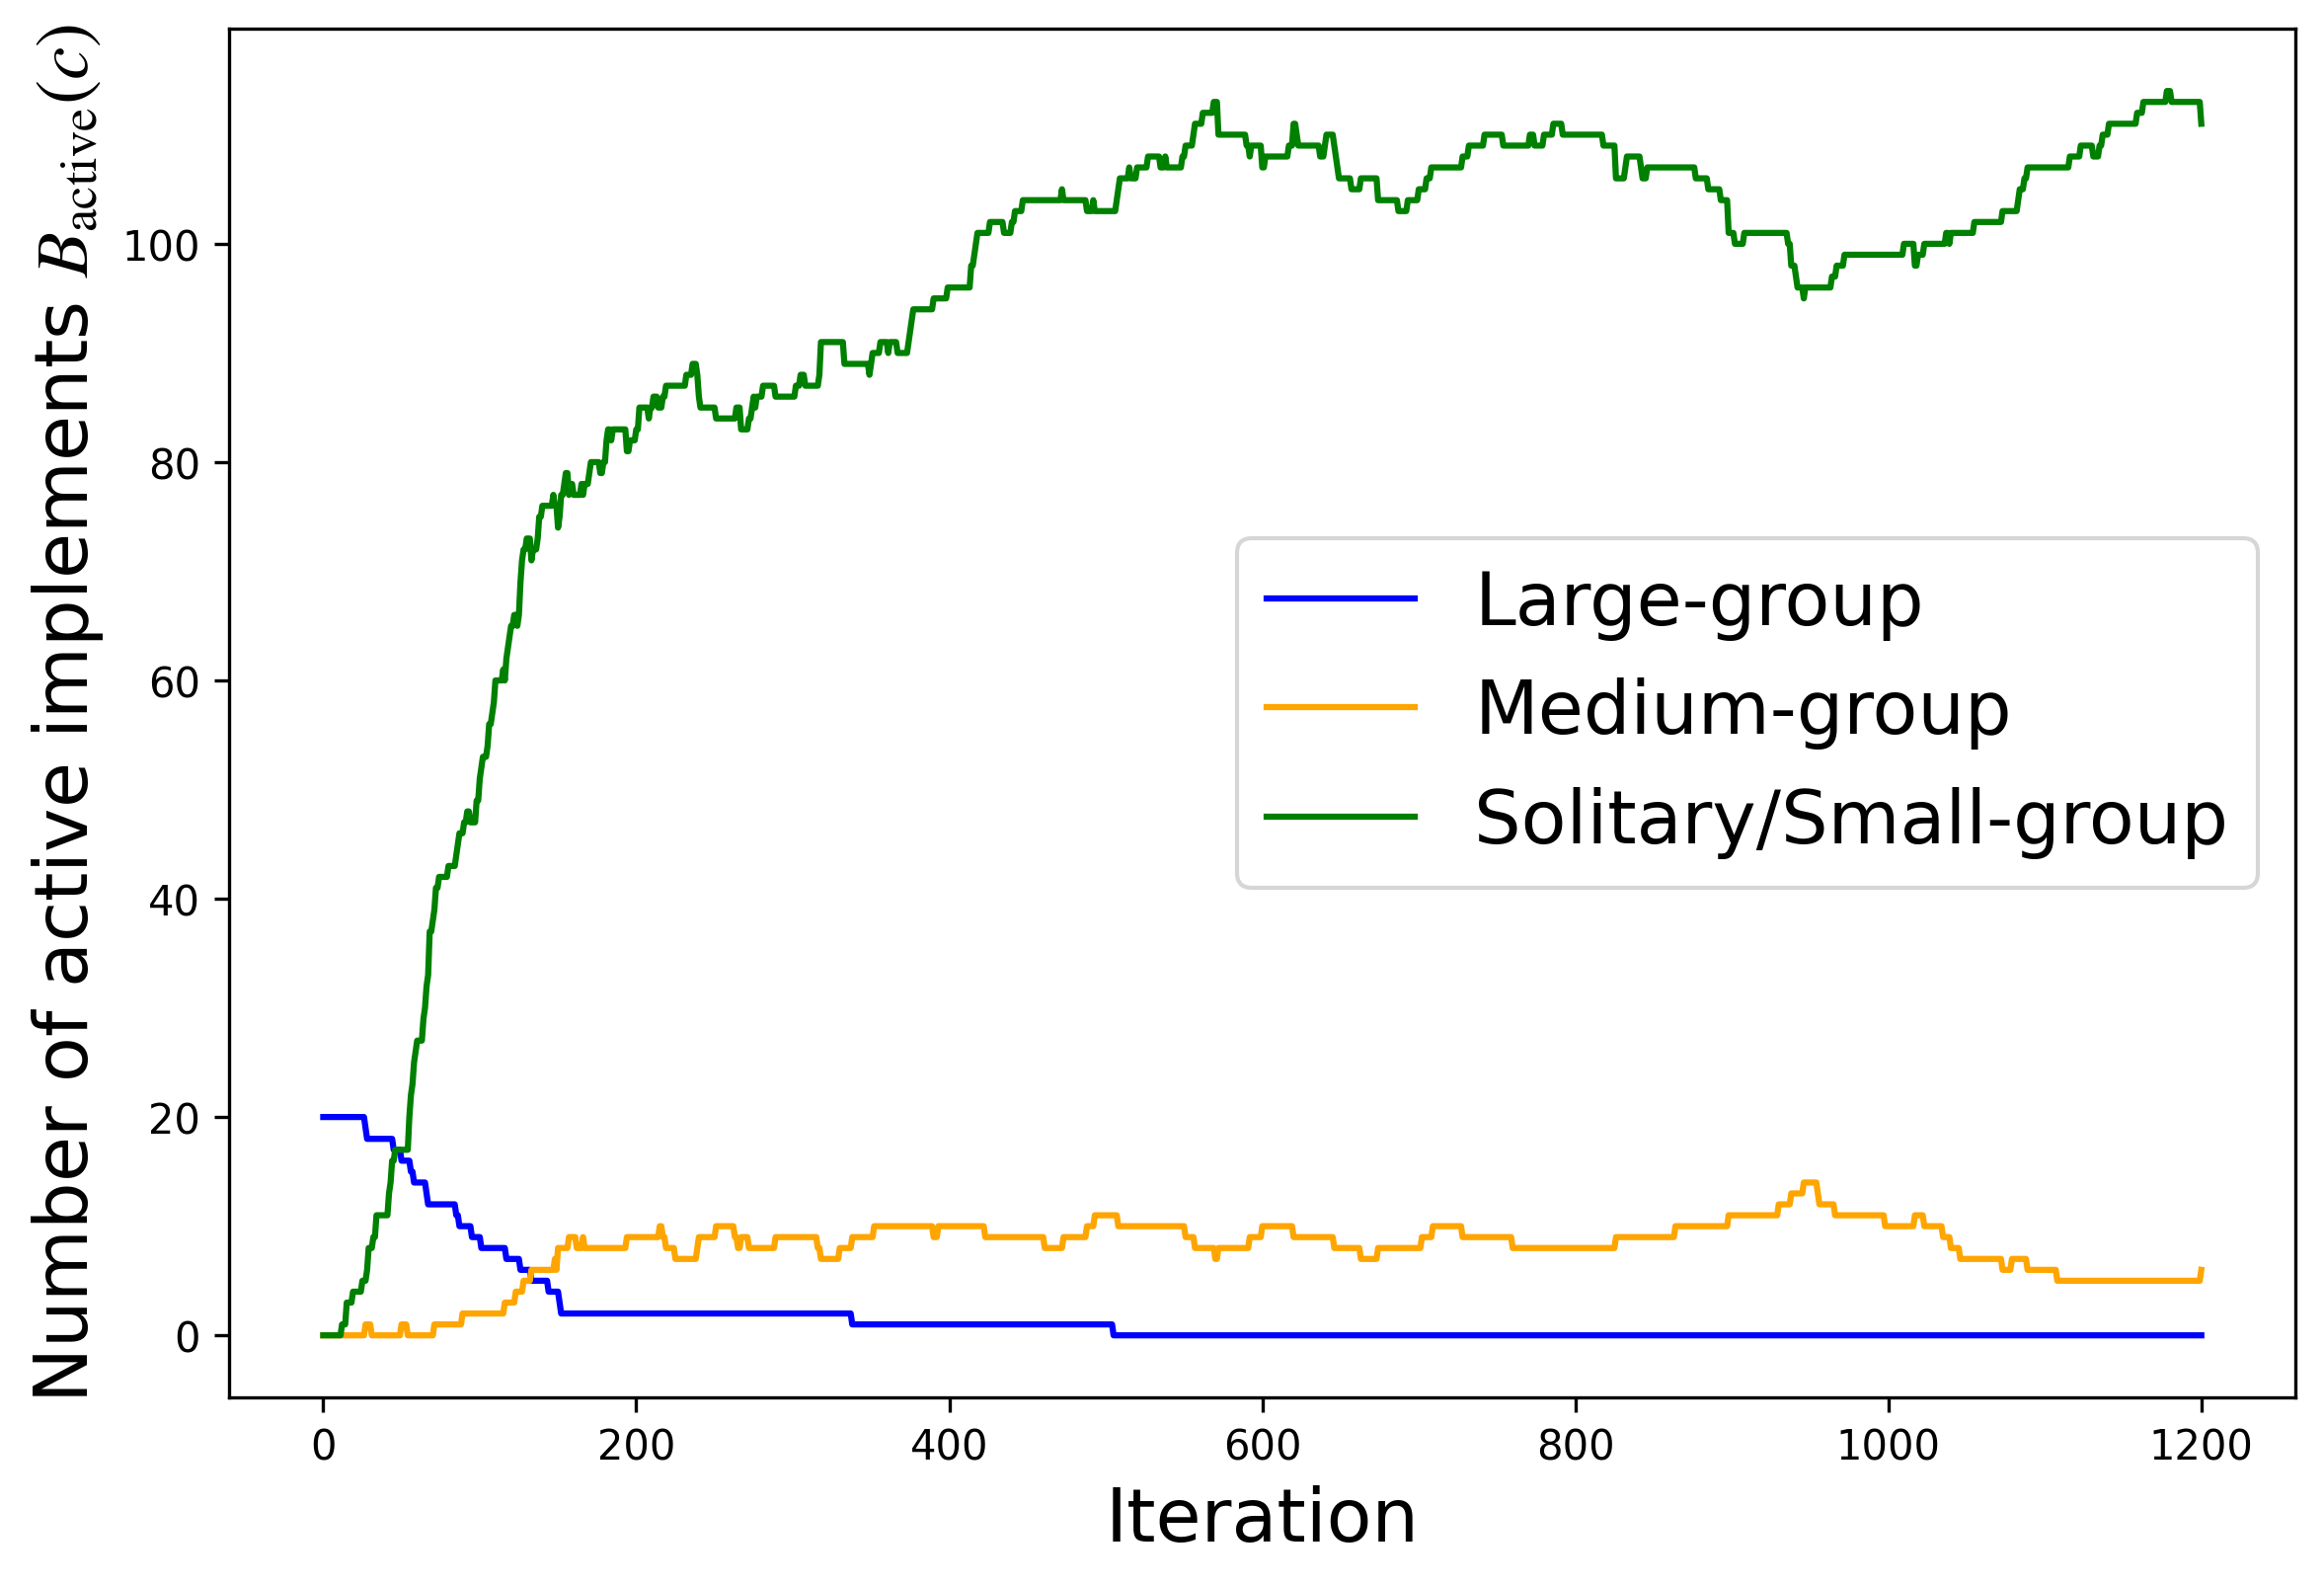 Number of active implements B_active(c)
100
80
60
40
20
0
Large-group
Medium-group
Solitary/Small-group
0 200 400 600 800 1000 1200
Iteration